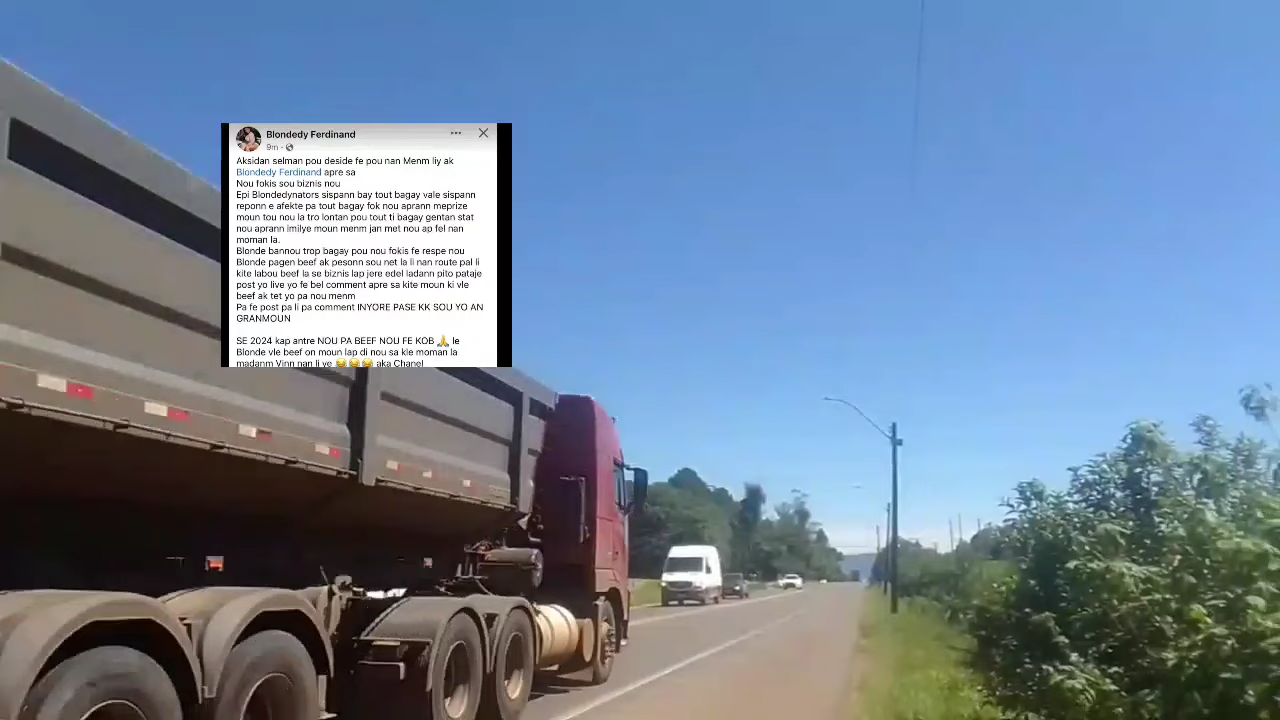 Blondedy Ferdinand
9m
Aksidan selman pou deside fe pou nan Menm liy ak
Blondedy Ferdinand apre sa
Nou fokis sou biznis nou
Epi Blondedynators sispann bay tout bagay vale sispann
reponn e afekte pa tout bagay fok nou aprann meprize
moun tou nou la tro lontan pou tout ti bagay gentan stat
nou aprann imilye moun menm jan met nou ap fel nan
moman la.
Blonde bannou trop bagay pou nou fokis fe respe nou
Blonde pagen beef ak pesonn sou net la li nan route pal li
kite labou beef la se biznis lap jere edel ladann pito pataje
post yo live yo fe bel comment apre sa kite moun ki vle
beef ak tet yo pa nou menm
Pa fe post pa li pa comment INYORE PASE KK SOU YO AN
GRANMOUN
SE 2024 kap antre NOU PA BEEF NOU FE KOB 🙏 le
Blonde vle beef on moun lap di nou sa kle moman la
madanm Vinn nan li ye 😂😂😂 aka Chanel